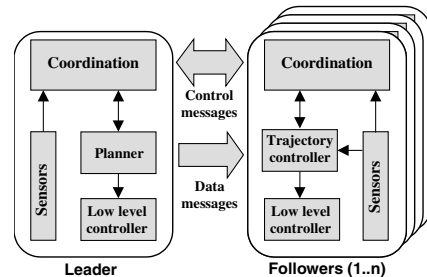 Coordination
Sensors
Planner
Low level
controller
Leader
Control
messages
Data
messages
Coordination
Trajectory
controller
Sensors
Low level
controller
Followers (1..n)